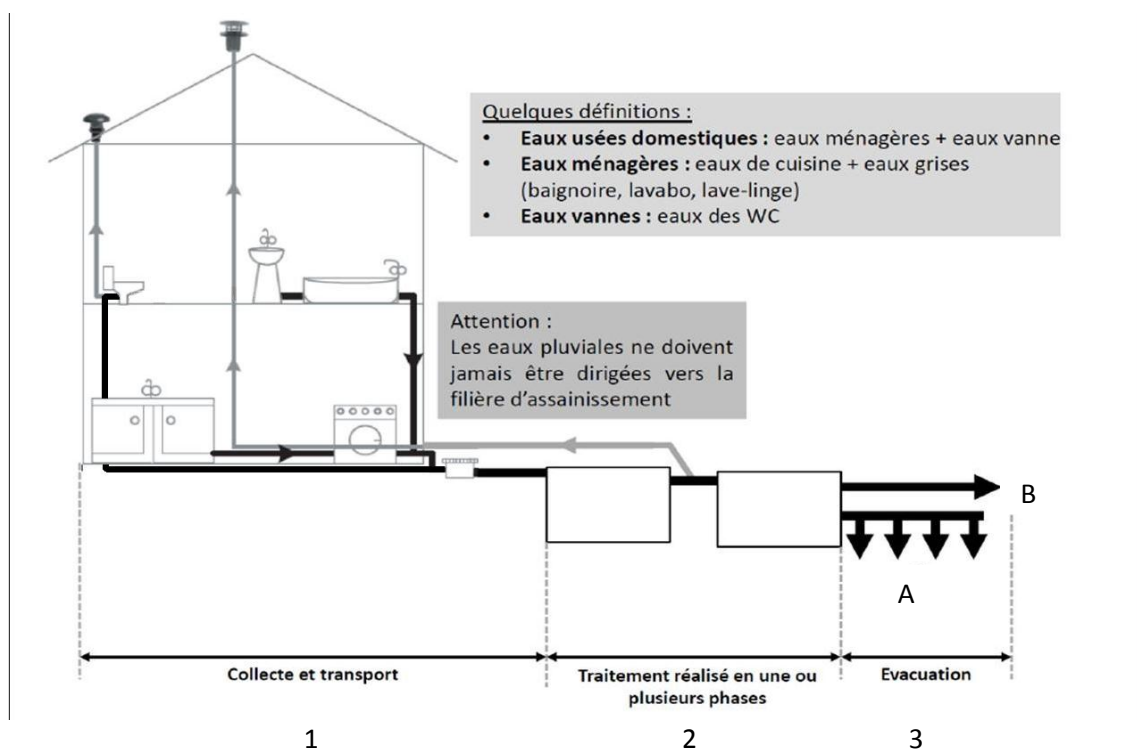 Quelques définitions :
• Eaux usées domestiques : eaux ménagères + eaux vanne
• Eaux ménagères : eaux de cuisine + eaux grises
(baignoire, lavabo, lave-linge)
• Eaux vannes : eaux des WC
Attention :
Les eaux pluviales ne doivent
jamais être dirigées vers la
filière d'assainissement
B
A
Collecte et transport
Traitement réalisé en une ou
plusieurs phases
Evacuation
1
2
3